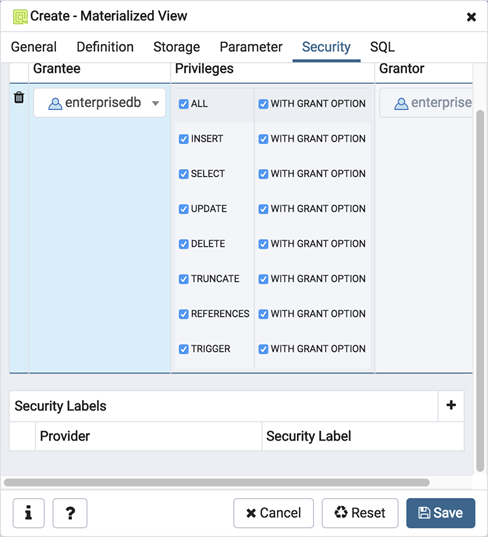 Create - Materialized View
General Definition Storage Parameter Security SQL
Grantee Privileges Grantor
enterprisedb ALL WITH GRANT OPTION enterprise
INSERT WITH GRANT OPTION
SELECT WITH GRANT OPTION
UPDATE WITH GRANT OPTION
DELETE WITH GRANT OPTION
TRUNCATE WITH GRANT OPTION
REFERENCES WITH GRANT OPTION
TRIGGER WITH GRANT OPTION
Security Labels
Provider Security Label
Cancel Reset Save